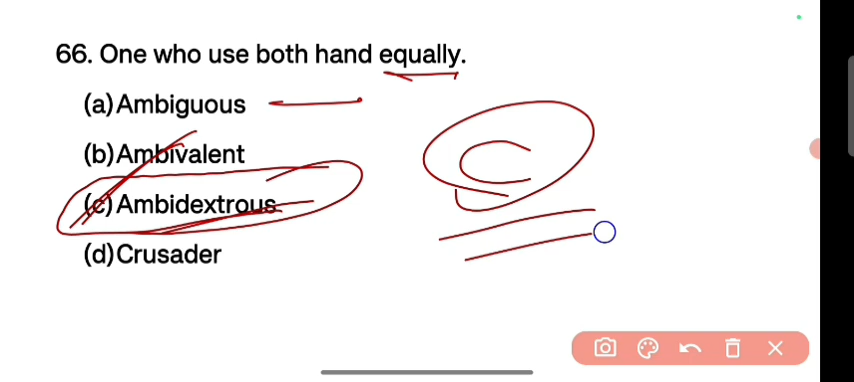 66. One who use both hand equally.
(a) Ambiguous
(b) Ambivalent
(c) Ambidextrous
(d) Crusader
C